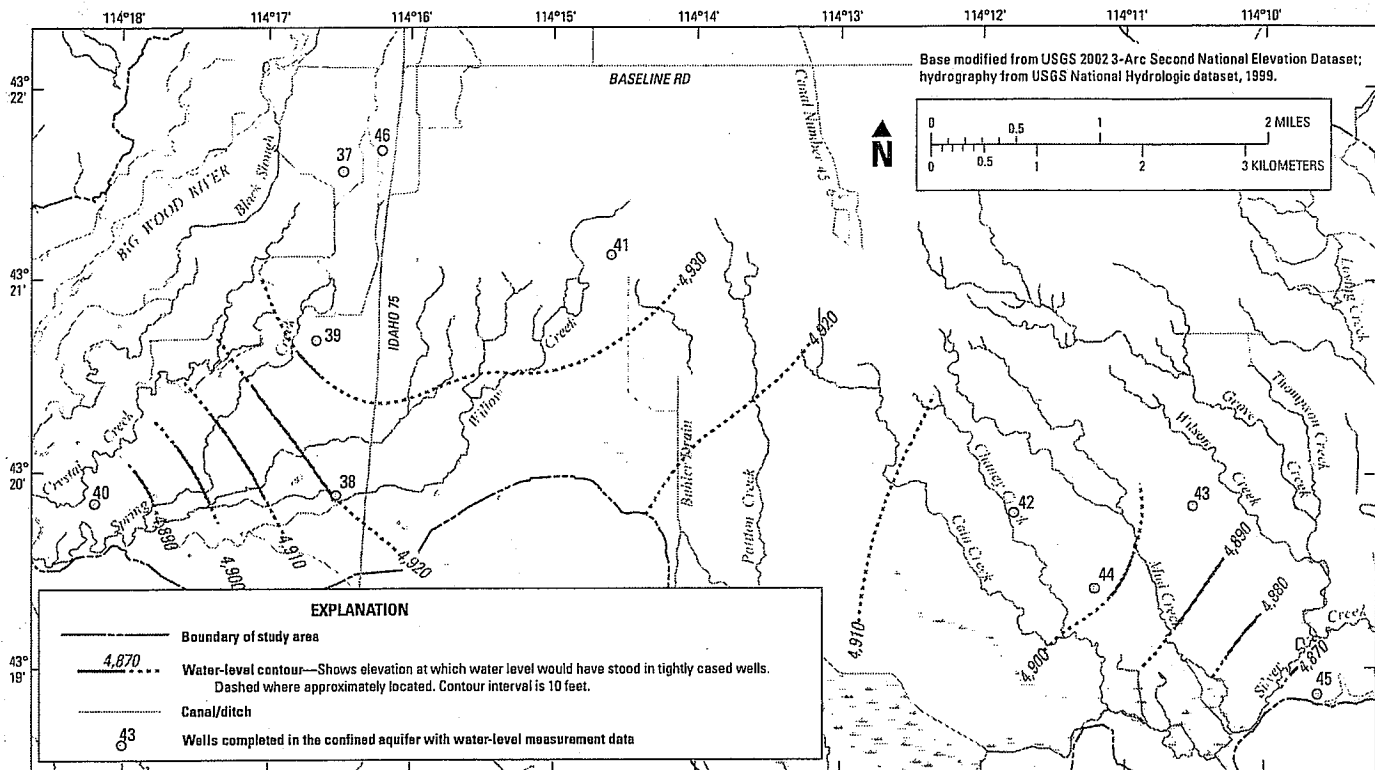 114°18'
114°17'
114°16'
114°15'
114°14'
114°13'
114°12'
114°11'
114°10'
43°
22'
43°
21'
43°
20'
43°
19'
Base modified from USGS 2002 3-Arc Second National Elevation Dataset;
hydrography from USGS National Hydrologic dataset, 1999.
0 0.5 1 2 MILES
0 0.5 1 2 3 KILOMETERS
N
BASELINE RD
Canal Number 45
BIG WOOD RIVER
Black Slough
37
46
41
39
IDAHO 75
Creek
Willow Creek
4,930
4,920
Buhler Drain
Patton Creek
Crystal Creek
40
Spring
38
4,890
4,900
4,910
4,920
Chaney Creek
42
Cain Creek
43
44
Mud Creek
Wilson Creek
Grove Creek
Thompson Creek
Loving Creek
4,910
4,900
4,890
4,880
4,870
Silver Creek
45
EXPLANATION
Boundary of study area
4,870
Water-level contour—Shows elevation at which water level would have stood in tightly cased wells.
Dashed where approximately located. Contour interval is 10 feet.
Canal/ditch
43
Wells completed in the confined aquifer with water-level measurement data